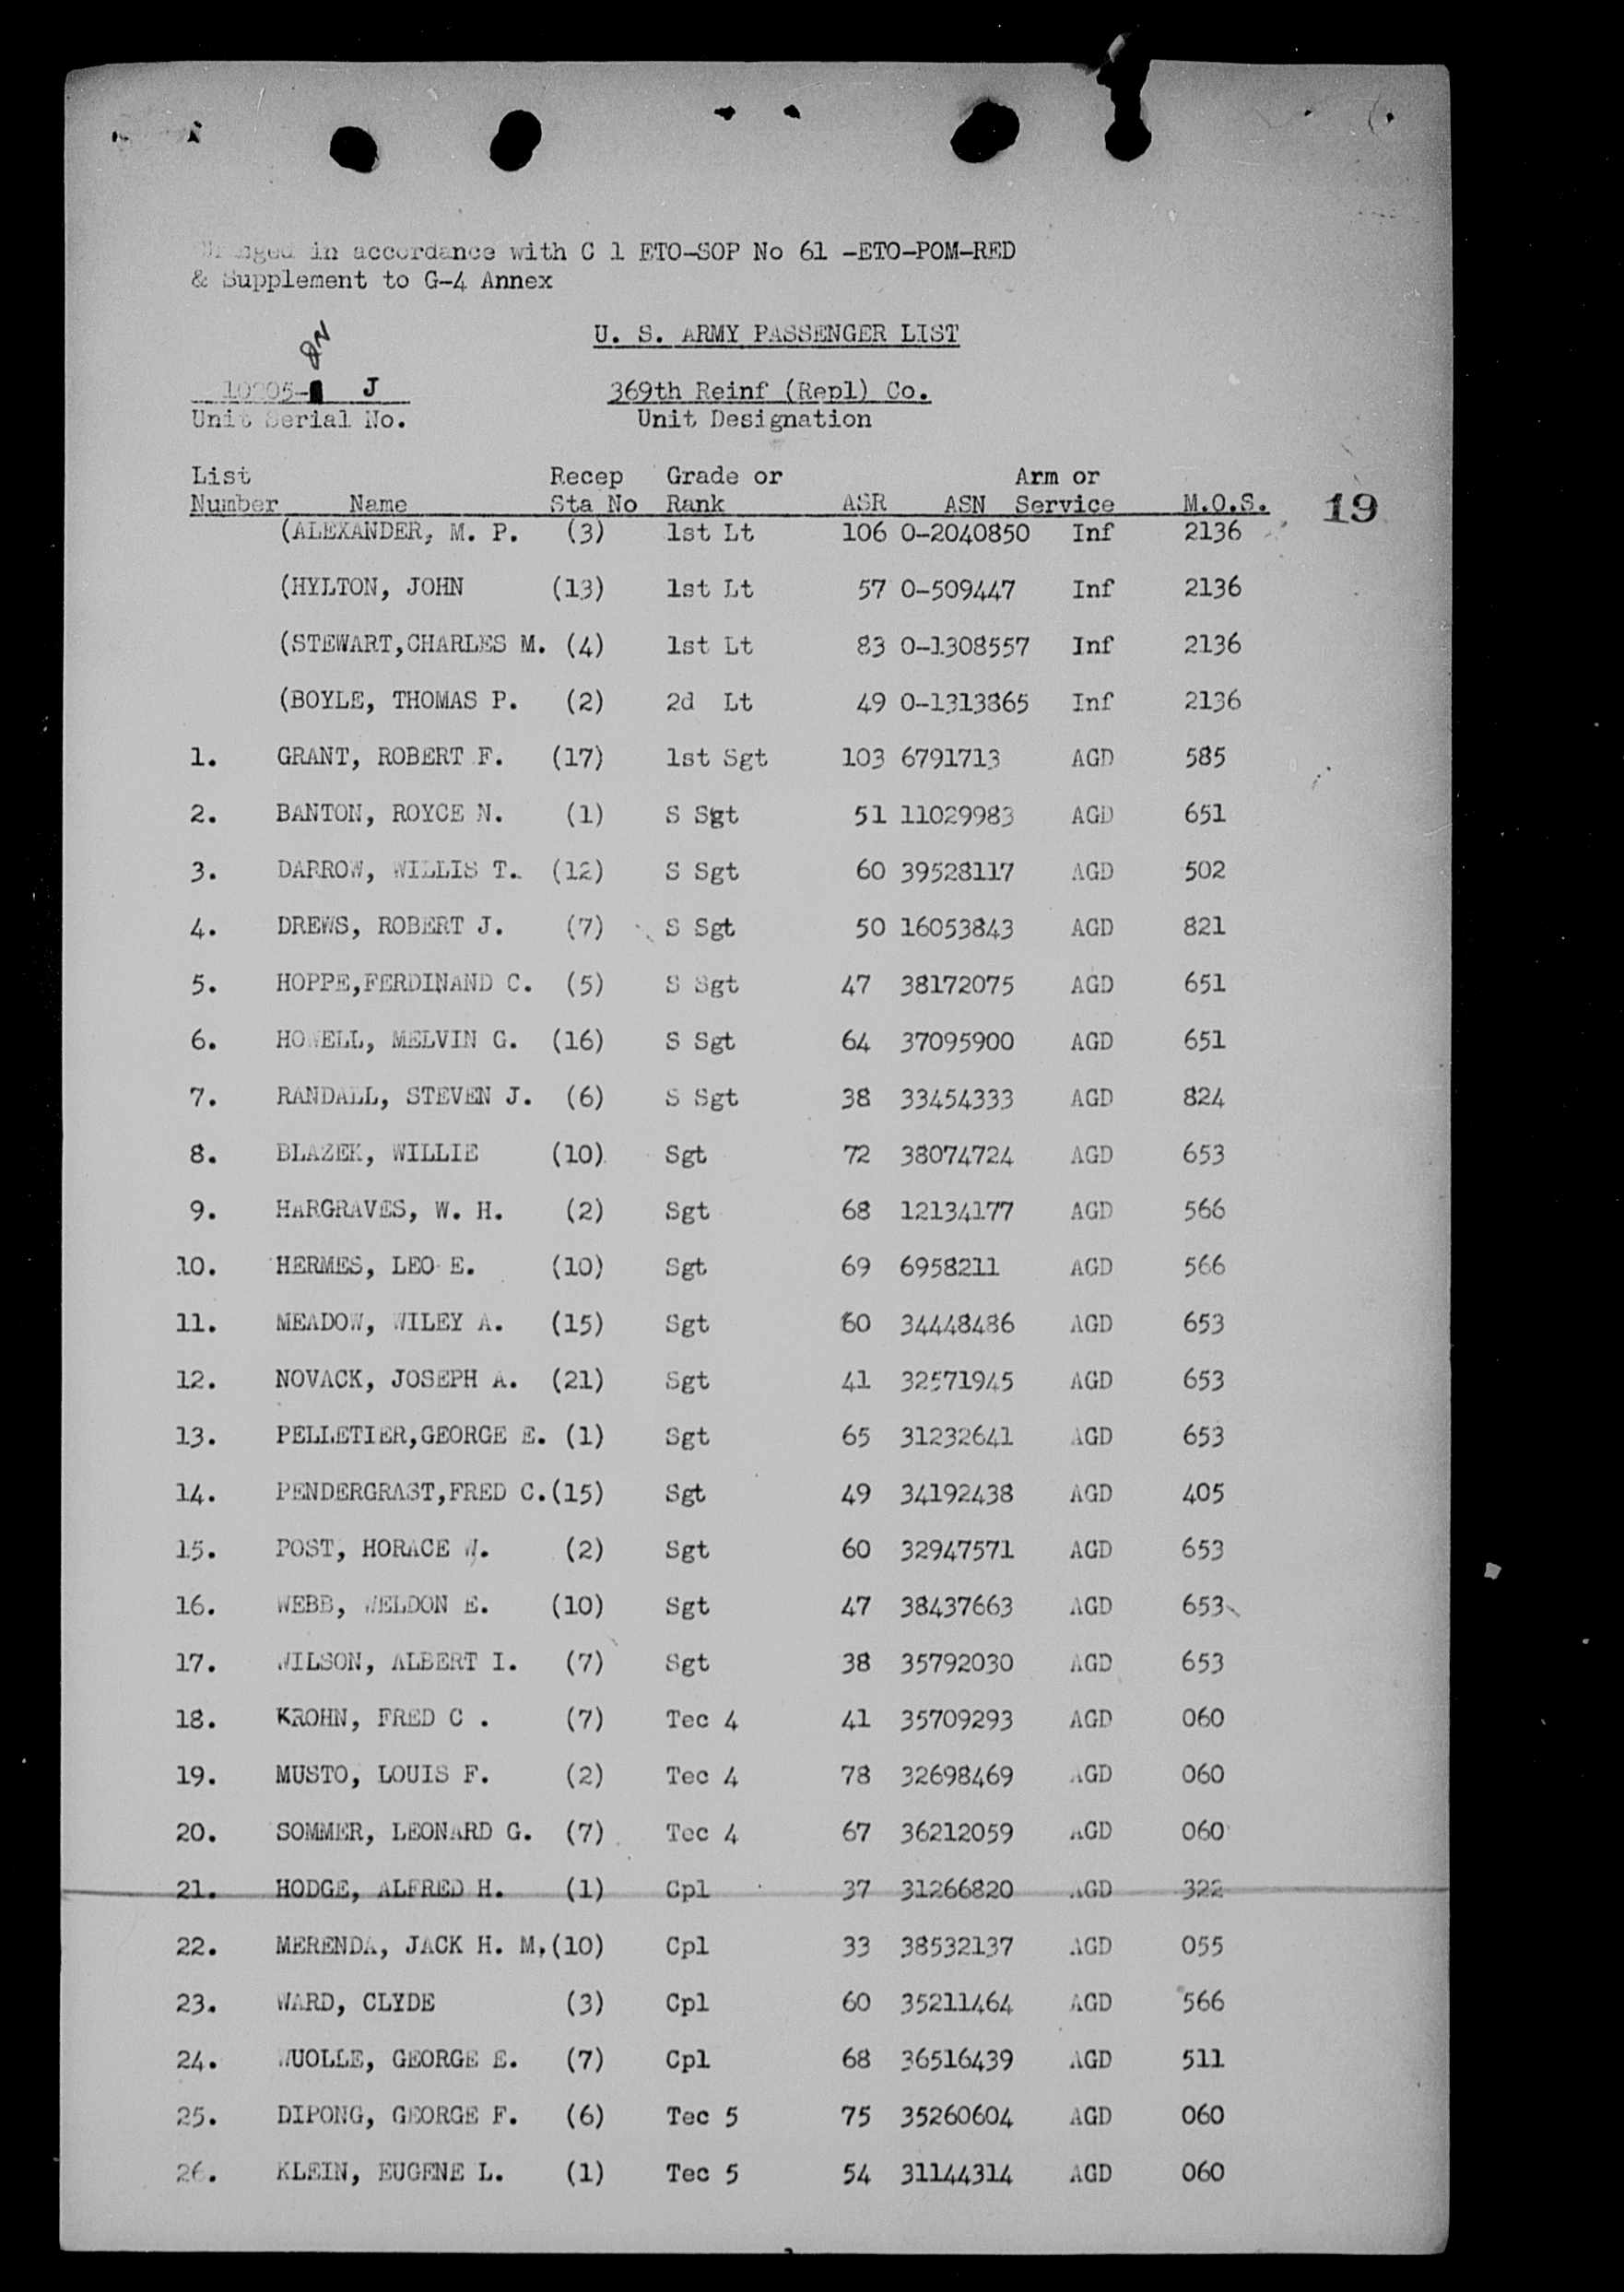 in accordance with C 1 ETO-SOP No 61 -ETO-POM-RED
& Supplement to G-4 Annex
U. S. ARMY PASSENGER LIST
J 369th Reinf (Repl) Co.
Unit Serial No. Unit Designation
List Recep Grade or Arm or
Number Name Sta No Rank ASR ASN Service M.O.S. 19
(ALEXANDER, M. P. (3) 1st Lt 106 0-2040850 Inf 2136
(HYLTON, JOHN (13) 1st Lt 57 0-509447 Inf 2136
(STEWART,CHARLES M. (4) 1st Lt 83 0-1308557 Inf 2136
(BOYLE, THOMAS P. (2) 2d Lt 49 0-1313865 Inf 2136
1. GRANT, ROBERT F. (17) 1st Sgt 103 6791713 AGD 585
2. BANTON, ROYCE N. (1) S Sgt 51 11029983 AGD 651
3. DARROW, WILLIS T. (12) S Sgt 60 39528117 AGD 502
4. DREWS, ROBERT J. (7) S Sgt 50 16053843 AGD 821
5. HOPPE,FERDINAND C. (5) S Sgt 47 38172075 AGD 651
6. HOWELL, MELVIN G. (16) S Sgt 64 37095900 AGD 651
7. RANDALL, STEVEN J. (6) S Sgt 38 33454333 AGD 824
8. BLAZEK, WILLIE (10) Sgt 72 38074724 AGD 653
9. HARGRAVES, W. H. (2) Sgt 68 12134177 AGD 566
10. HERMES, LEO E. (10) Sgt 69 6958211 AGD 566
11. MEADOW, WILEY A. (15) Sgt 60 34448486 AGD 653
12. NOVACK, JOSEPH A. (21) Sgt 41 32571945 AGD 653
13. PELLETIER,GEORGE E. (1) Sgt 65 31232641 AGD 653
14. PENDERGRAST,FRED C.(15) Sgt 49 34192438 AGD 405
15. POST, HORACE W. (2) Sgt 60 32947571 AGD 653
16. WEBB, WELDON E. (10) Sgt 47 38437663 AGD 653
17. WILSON, ALBERT I. (7) Sgt 38 35792030 AGD 653
18. KROHN, FRED C . (7) Tec 4 41 35709293 AGD 060
19. MUSTO, LOUIS F. (2) Tec 4 78 32698469 AGD 060
20. SOMMER, LEONARD G. (7) Tec 4 67 36212059 AGD 060
21. HODGE, ALFRED H. (1) Cpl 37 31266820 AGD 322
22. MERENDA, JACK H. M.(10) Cpl 33 38532137 AGD 055
23. WARD, CLYDE (3) Cpl 60 35211464 AGD 566
24. WUOLLE, GEORGE E. (7) Cpl 68 36516439 AGD 511
25. DIPONG, GEORGE F. (6) Tec 5 75 35260604 AGD 060
26. KLEIN, EUGENE L. (1) Tec 5 54 31144314 AGD 060